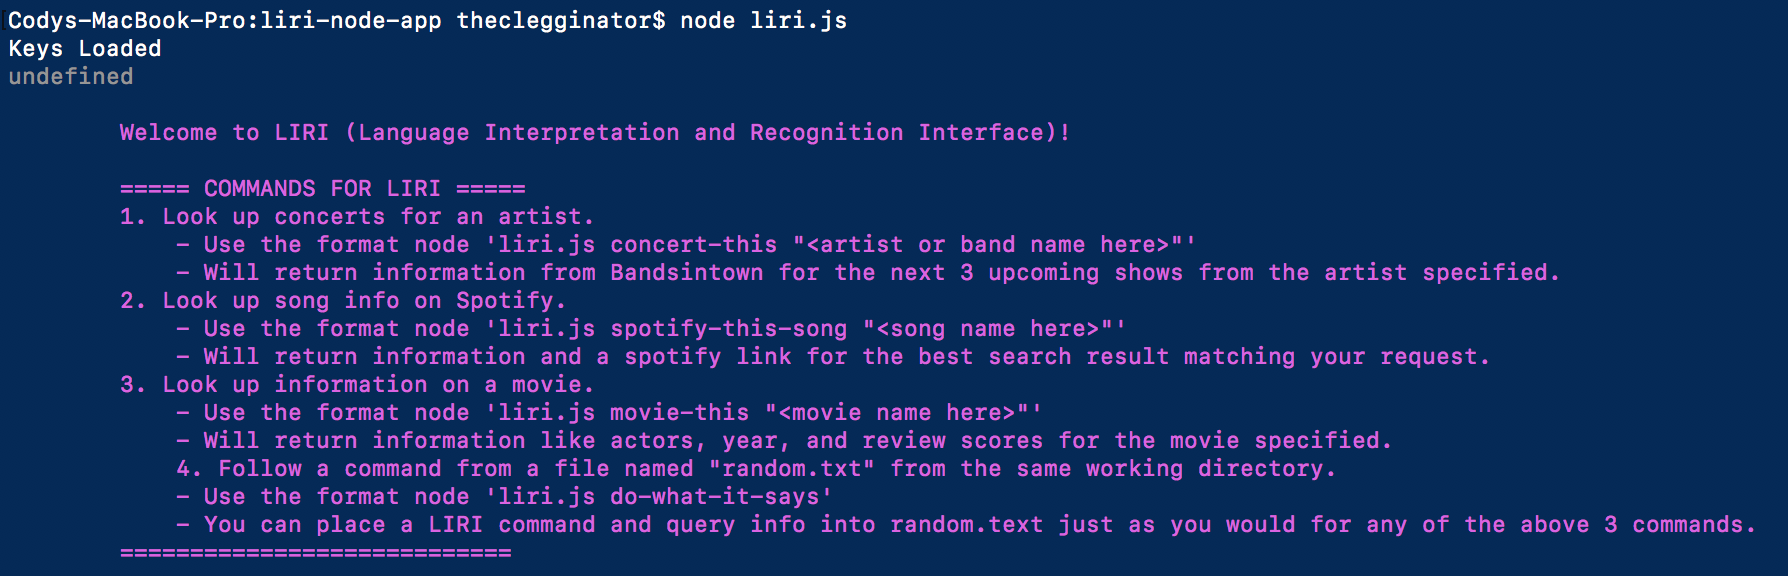 Codys-MacBook-Pro:liri-node-app theclegginator$ node liri.js
Keys Loaded
undefined
Welcome to LIRI (Language Interpretation and Recognition Interface)!
===== COMMANDS FOR LIRI =====
1. Look up concerts for an artist.
- Use the format node 'liri.js concert-this "<artist or band name here>"'
- Will return information from Bandsintown for the next 3 upcoming shows from the artist specified.
2. Look up song info on Spotify.
- Use the format node 'liri.js spotify-this-song "<song name here>"'
- Will return information and a spotify link for the best search result matching your request.
3. Look up information on a movie.
- Use the format node 'liri.js movie-this "<movie name here>"'
- Will return information like actors, year, and review scores for the movie specified.
4. Follow a command from a file named "random.txt" from the same working directory.
- Use the format node 'liri.js do-what-it-says'
- You can place a LIRI command and query info into random.text just as you would for any of the above 3 commands.
============================